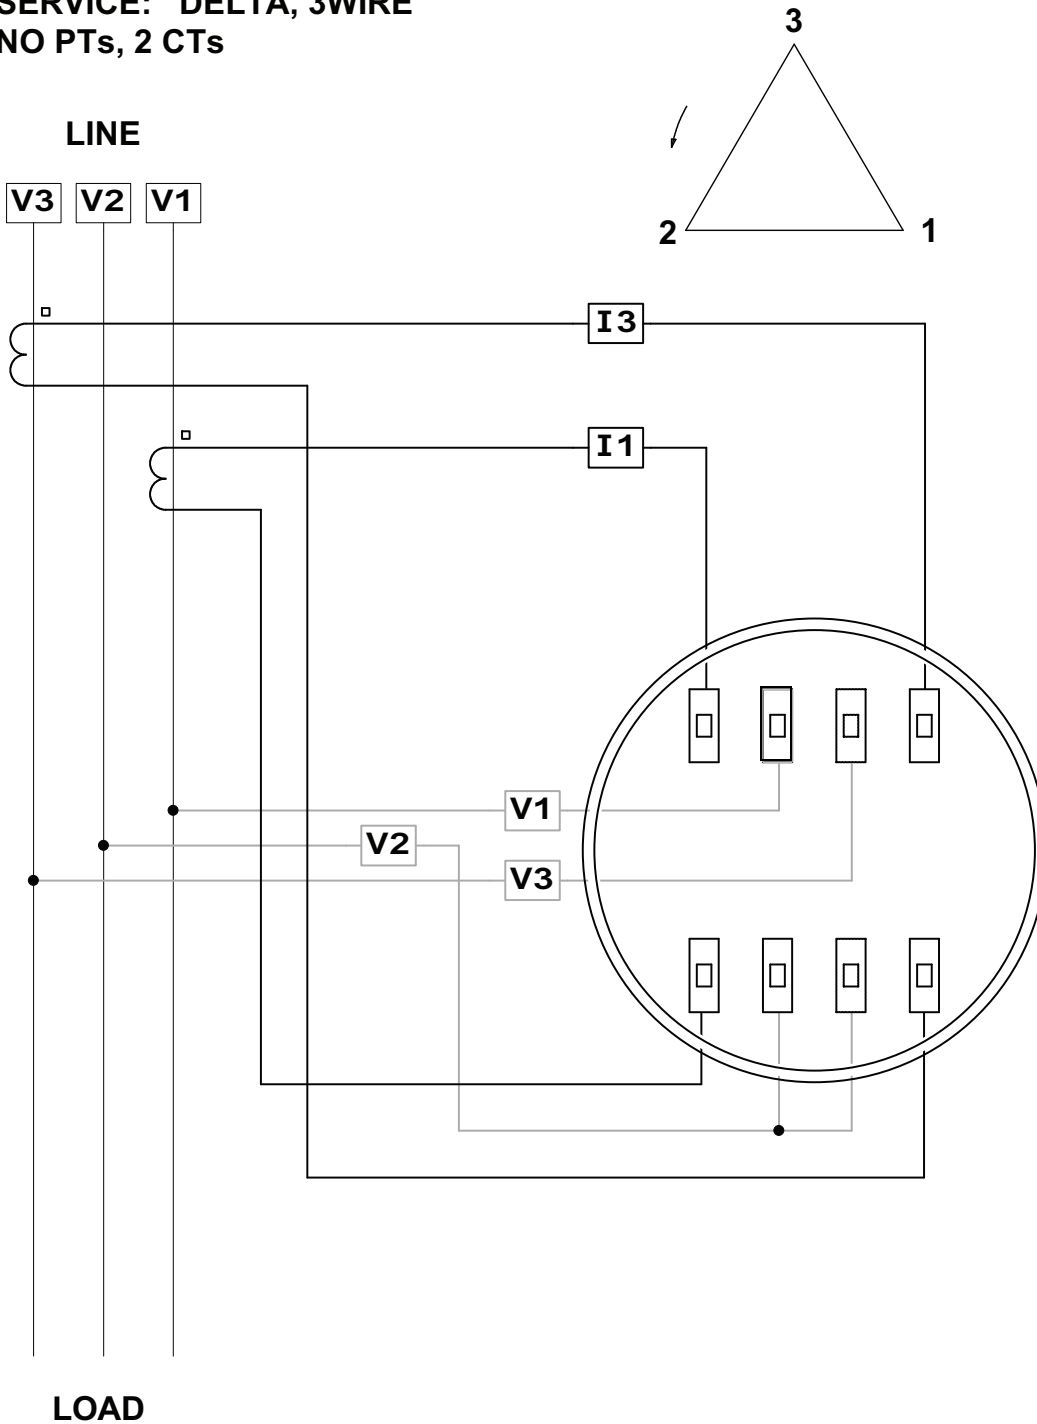 SERVICE: DELTA, 3WIRE
NO PTs, 2 CTs
3
LINE
V3 V2 V1
2 1
I3
I1
V1
V2
V3
LOAD